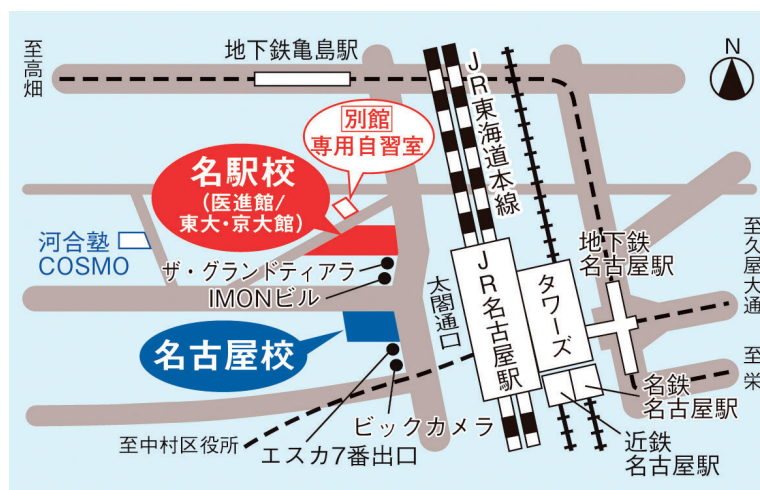 至高畑
地下鉄亀島駅
N
JR東海道本線
別館
専用自習室
名駅校
(医進館/
東大・京大館)
河合塾
COSMO
ザ・グランドティアラ
IMONビル
太閤通口
JR名古屋駅
タワーズ
地下鉄
名古屋駅
至久屋大通
名古屋校
至栄
名鉄
名古屋駅
ビックカメラ
至中村区役所
エスカ7番出口
近鉄
名古屋駅